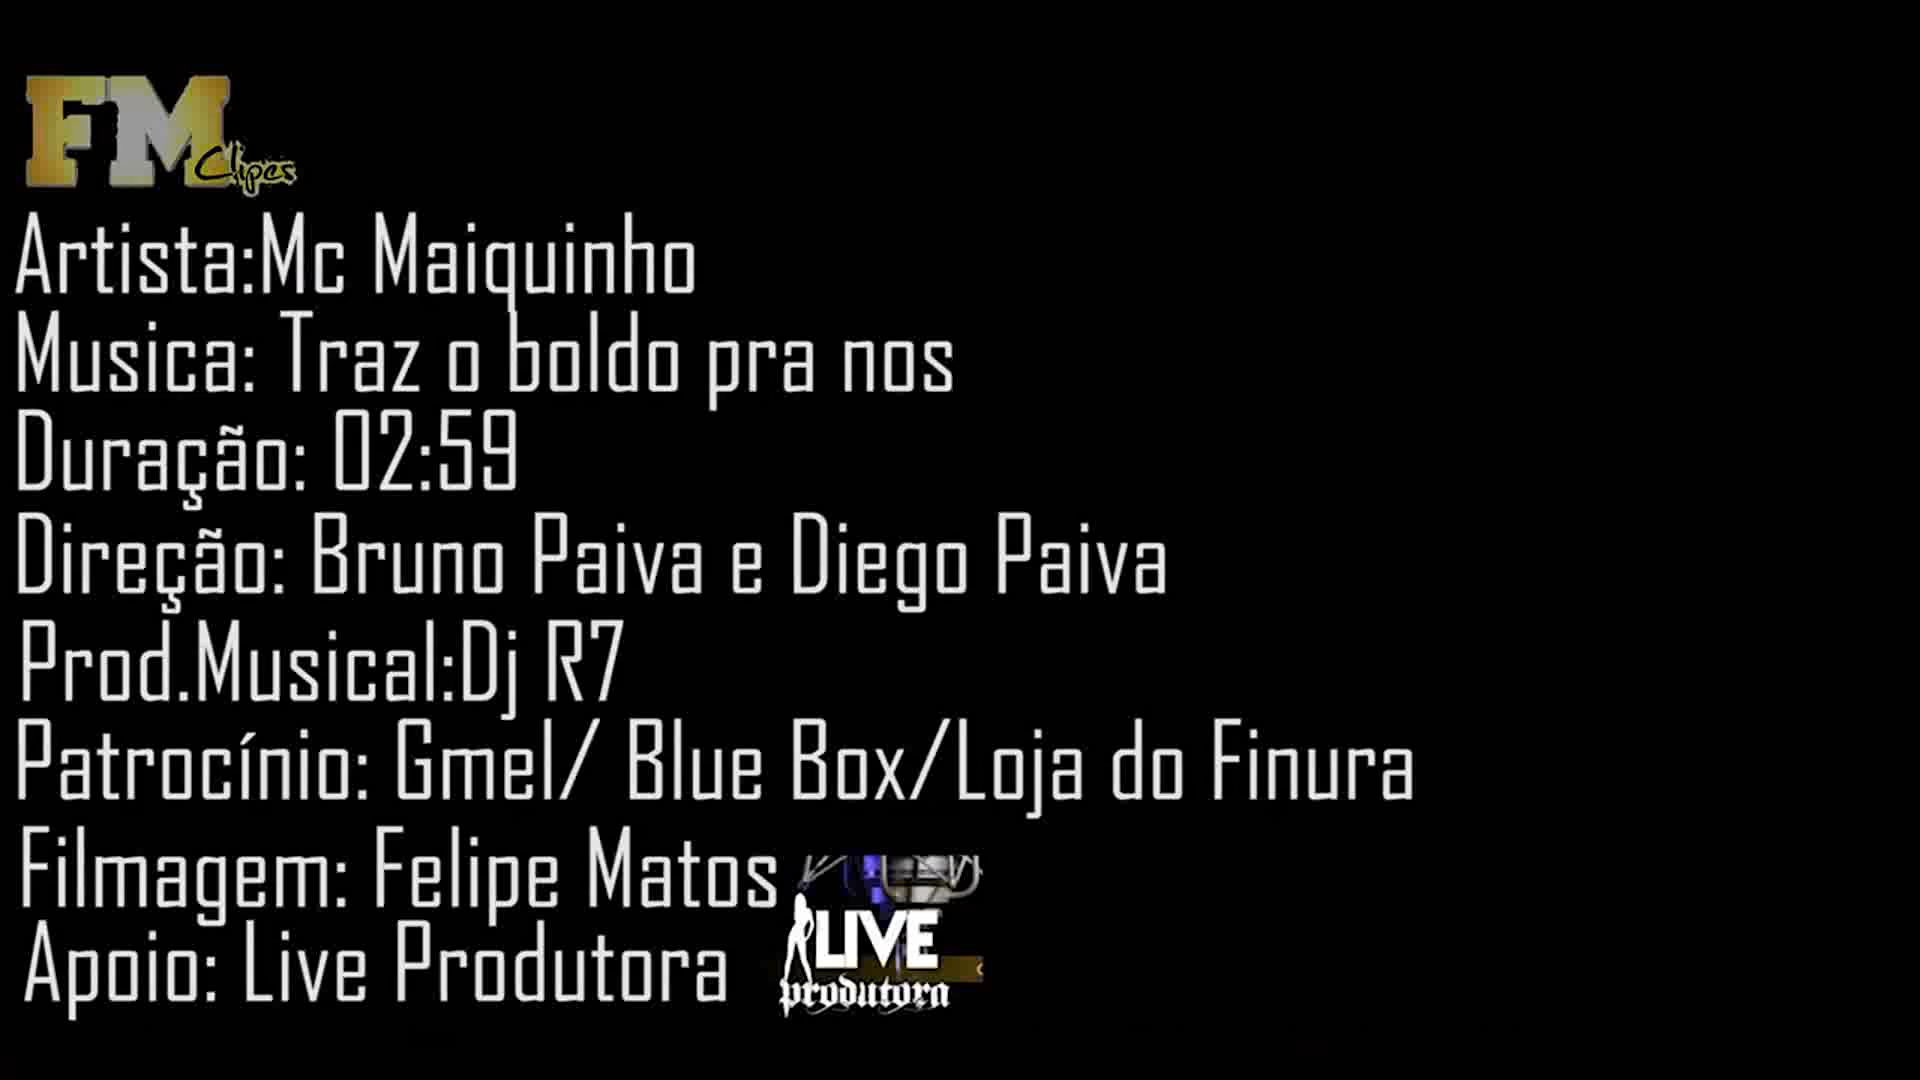 FM Clipes
Artista:Mc Maiquinho
Musica: Traz o boldo pra nos
Duração: 02:59
Direção: Bruno Paiva e Diego Paiva
Prod.Musical:Dj R7
Patrocínio: Gmel/ Blue Box/Loja do Finura
Filmagem: Felipe Matos
Apoio: Live Produtora
LIVE
produtora